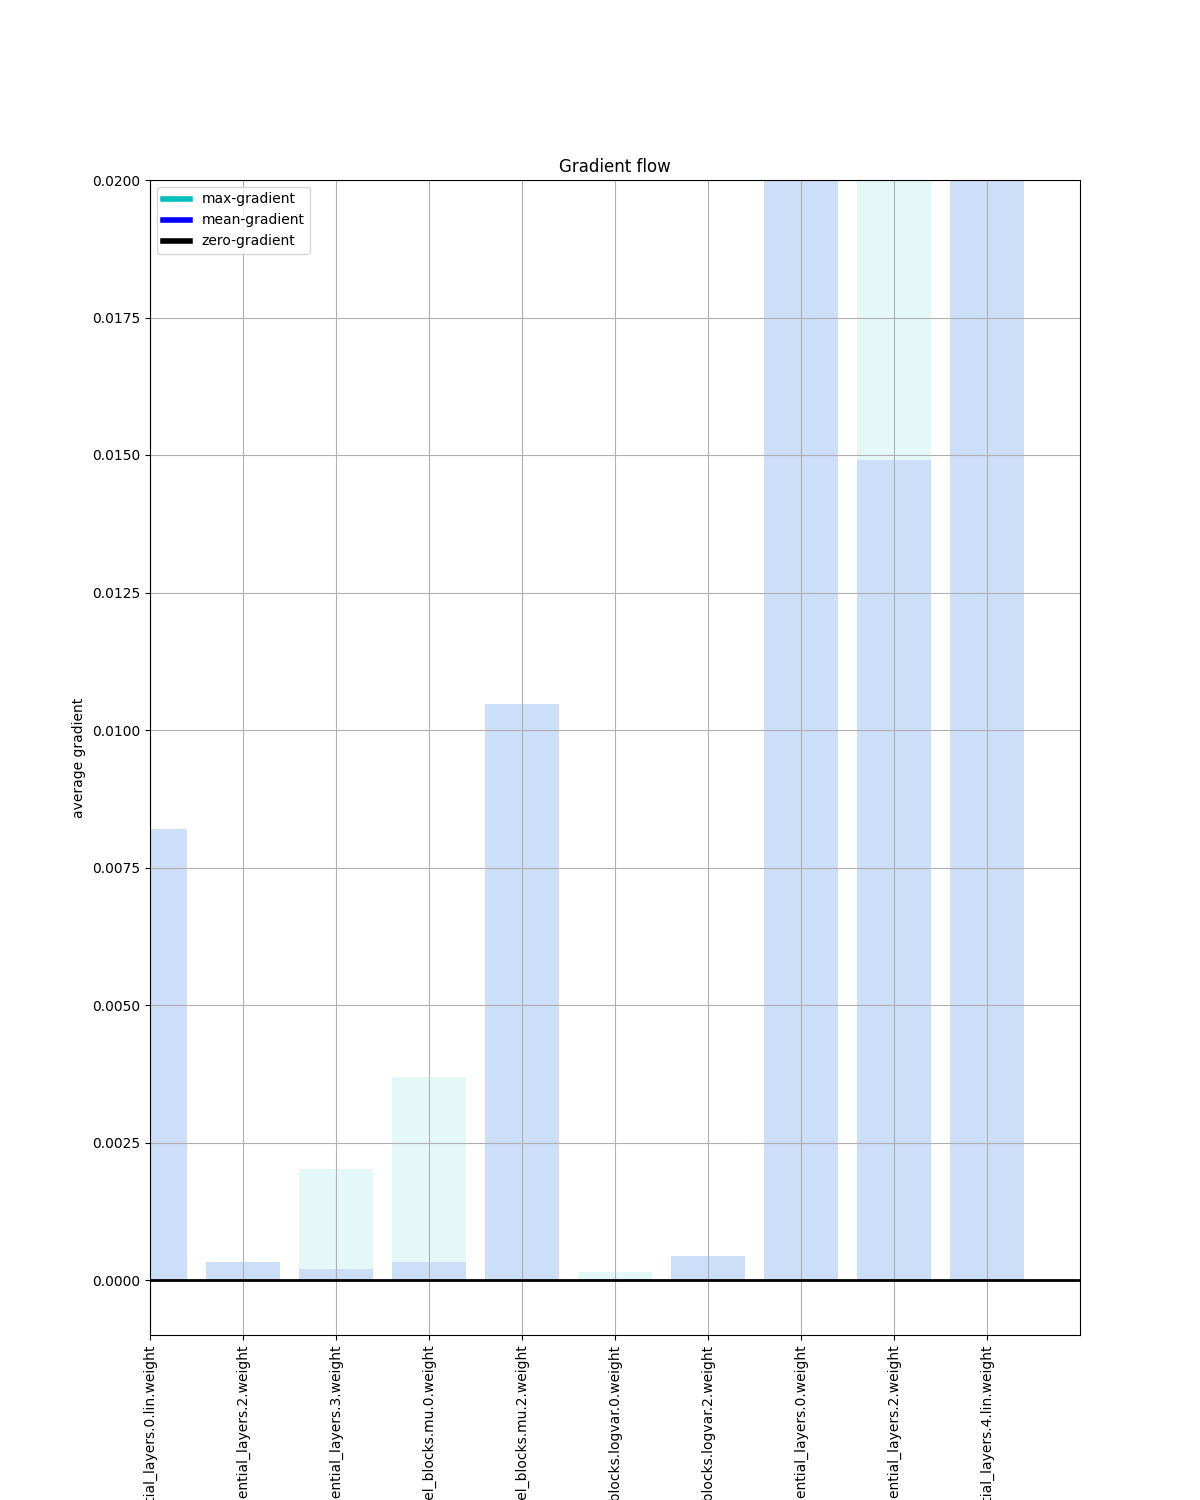 Gradient flow
max-gradient
mean-gradient
zero-gradient
0.0200
0.0175
0.0150
0.0125
0.0100
0.0075
0.0050
0.0025
0.0000
average gradient
tial_layers.0.lin.weight
ential_layers.2.weight
ential_layers.3.weight
el_blocks.mu.0.weight
el_blocks.mu.2.weight
blocks.logvar.0.weight
blocks.logvar.2.weight
ential_layers.0.weight
ential_layers.2.weight
tial_layers.4.lin.weight